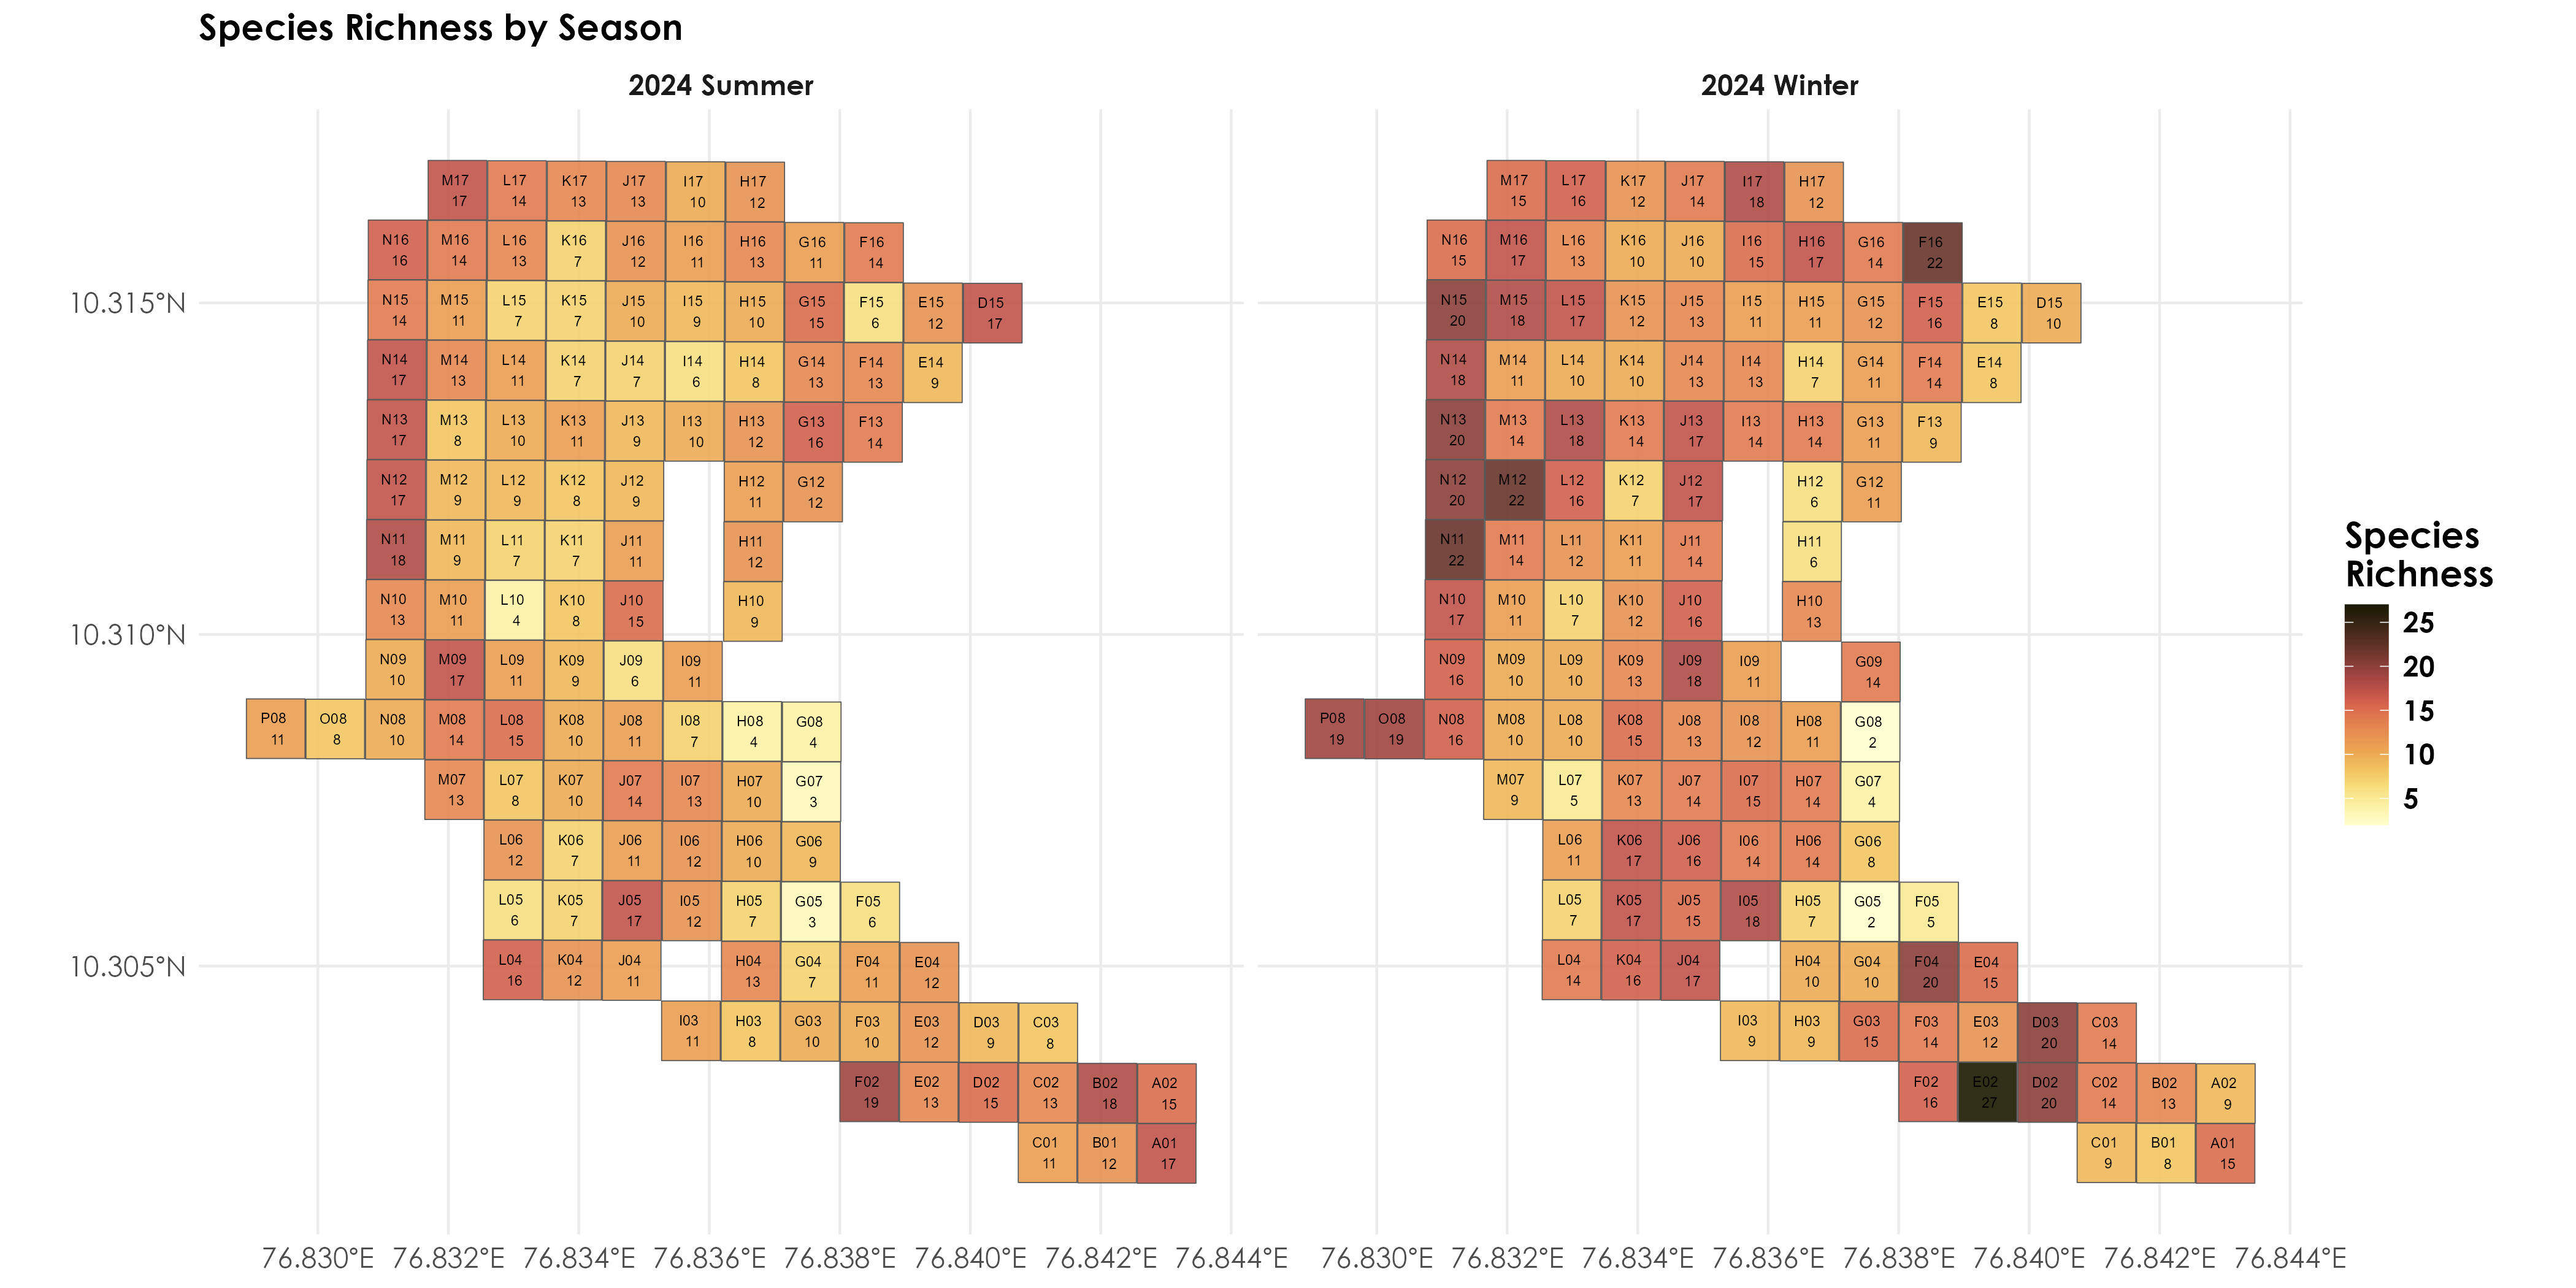 Species Richness by Season
2024 Summer
M17 L17 K17 J17 I17 H17
17 14 13 13 10 12
N16 M16 L16 K16 J16 I16 H16 G16 F16
16 14 13 7 12 11 13 11 14
N15 M15 L15 K15 J15 I15 H15 G15 F15 E15 D15
14 11 7 7 10 9 10 15 6 12 17
N14 M14 L14 K14 J14 I14 H14 G14 F14 E14
17 13 11 7 7 6 8 13 13 9
N13 M13 L13 K13 J13 I13 H13 G13 F13
17 8 10 11 9 10 12 16 14
N12 M12 L12 K12 J12 H12 G12
17 9 9 8 9 11 12
N11 M11 L11 K11 J11 H11
18 9 7 7 11 12
N10 M10 L10 K10 J10 H10
13 11 4 8 15 9
N09 M09 L09 K09 J09 I09
10 17 11 9 6 11
P08 O08 N08 M08 L08 K08 J08 I08 H08 G08
11 8 10 14 15 10 11 7 4 4
M07 L07 K07 J07 I07 H07 G07
13 8 10 14 13 10 3
L06 K06 J06 I06 H06 G06
12 7 11 12 10 9
L05 K05 J05 I05 H05 G05 F05
6 7 17 12 7 3 6
L04 K04 J04 H04 G04 F04 E04
16 12 11 13 7 11 12
I03 H03 G03 F03 E03 D03 C03
11 8 10 10 12 9 8
F02 E02 D02 C02 B02 A02
19 13 15 13 18 15
C01 B01 A01
11 12 17
10.315°N
10.310°N
10.305°N
76.830°E 76.832°E 76.834°E 76.836°E 76.838°E 76.840°E 76.842°E 76.844°E
2024 Winter
M17 L17 K17 J17 I17 H17
15 16 12 14 18 12
N16 M16 L16 K16 J16 I16 H16 G16 F16
15 17 13 10 10 15 17 14 22
N15 M15 L15 K15 J15 I15 H15 G15 F15 E15 D15
20 18 17 12 13 11 11 12 16 8 10
N14 M14 L14 K14 J14 I14 H14 G14 F14 E14
18 11 10 10 13 13 7 11 14 8
N13 M13 L13 K13 J13 I13 H13 G13 F13
20 14 18 14 17 14 14 11 9
N12 M12 L12 K12 J12 H12 G12
20 22 16 7 17 6 11
N11 M11 L11 K11 J11 H11
22 14 12 11 14 6
N10 M10 L10 K10 J10 H10
17 11 7 12 16 13
N09 M09 L09 K09 J09 I09 G09
16 10 10 13 18 11 14
P08 O08 N08 M08 L08 K08 J08 I08 H08 G08
19 19 16 10 10 15 13 12 11 2
M07 L07 K07 J07 I07 H07 G07
9 5 13 14 15 14 4
L06 K06 J06 I06 H06 G06
11 17 16 14 14 8
L05 K05 J05 I05 H05 G05 F05
7 17 15 18 7 2 5
L04 K04 J04 H04 G04 F04 E04
14 16 17 10 10 20 15
I03 H03 G03 F03 E03 D03 C03
9 9 15 14 12 20 14
F02 E02 D02 C02 B02 A02
16 27 20 14 13 9
C01 B01 A01
9 8 15
76.830°E 76.832°E 76.834°E 76.836°E 76.838°E 76.840°E 76.842°E 76.844°E
Species
Richness
25
20
15
10
5